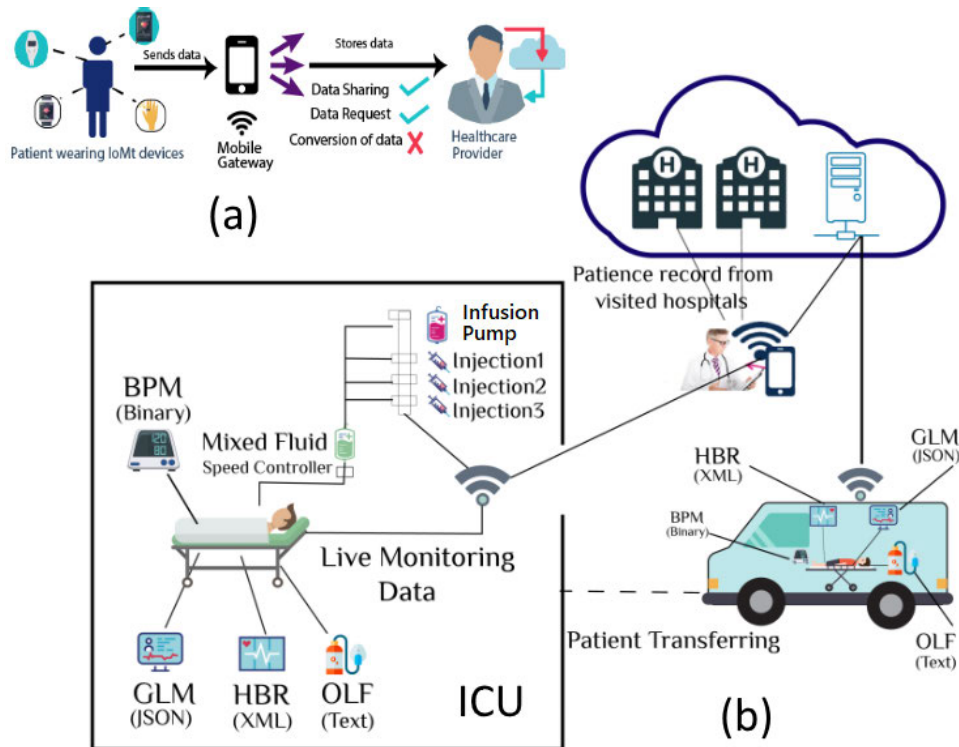 Sends data
Stores data
Data Sharing
Data Request
Conversion of data
Patient wearing IoMt devices
Mobile
Gateway
Healthcare
Provider
(a)
H
H
Patience record from
visited hospitals
Infusion
Pump
Injection1
Injection2
Injection3
BPM
(Binary)
120
80
Mixed Fluid
Speed Controller
Live Monitoring
Data
GLM
(JSON)
HBR
(XML)
OLF
(Text)
ICU
GLM
(JSON)
HBR
(XML)
BPM
(Binary)
OLF
(Text)
Patient Transferring
(b)